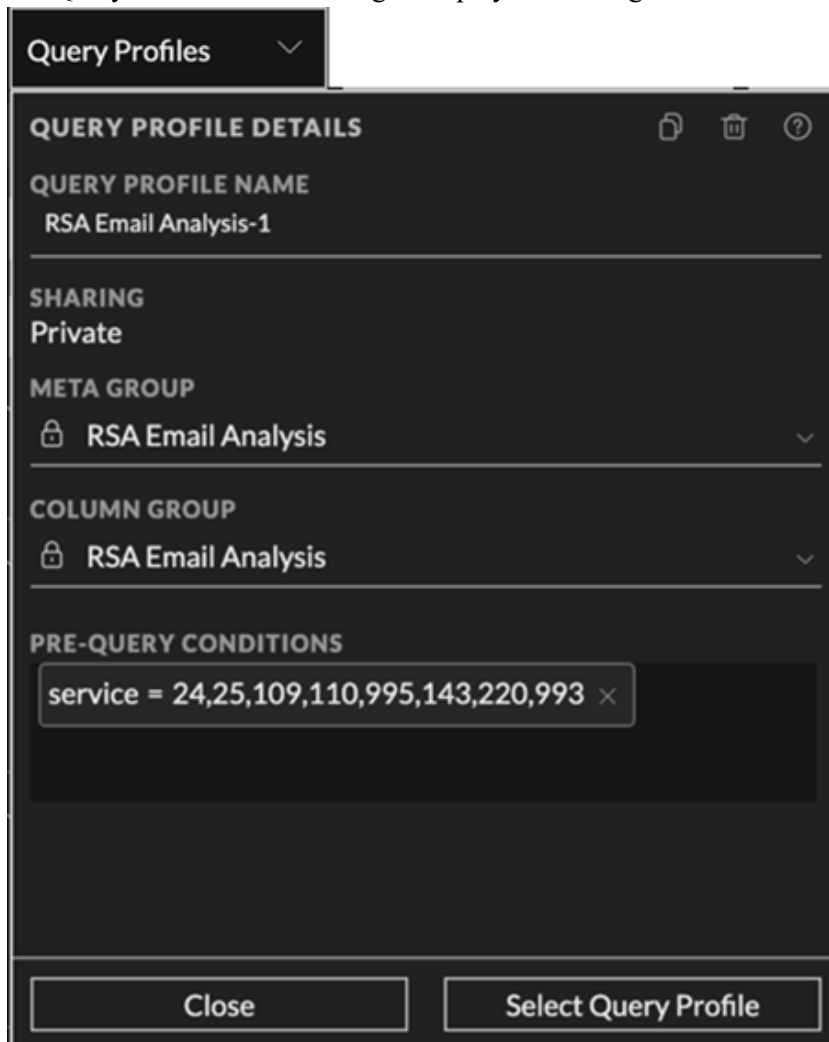 Query Profiles
QUERY PROFILE DETAILS
QUERY PROFILE NAME
RSA Email Analysis-1
SHARING
Private
META GROUP
RSA Email Analysis
COLUMN GROUP
RSA Email Analysis
PRE-QUERY CONDITIONS
service = 24,25,109,110,995,143,220,993
Close
Select Query Profile